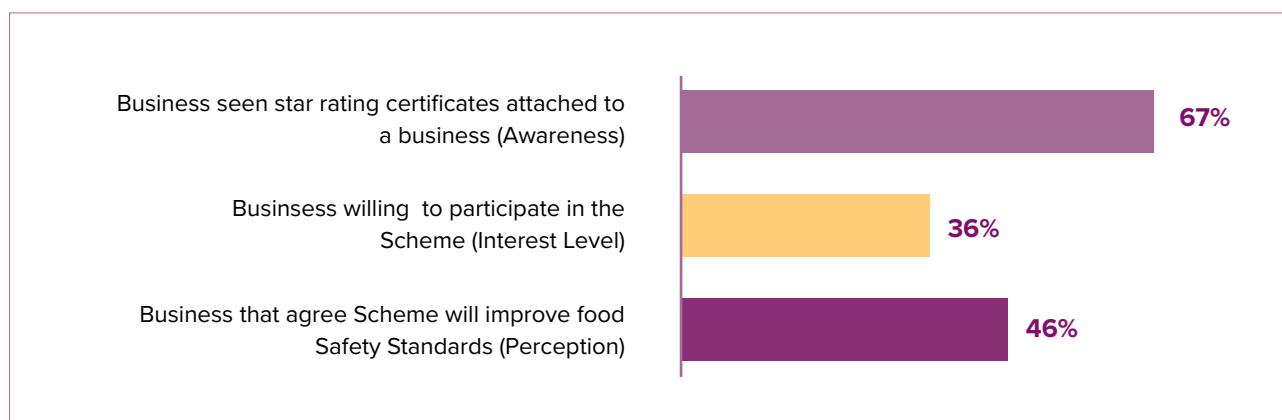 Business seen star rating certificates attached to
a business (Awareness)
67%
Businsess willing  to participate in the
Scheme (Interest Level)
36%
Business that agree Scheme will improve food
Safety Standards (Perception)
46%